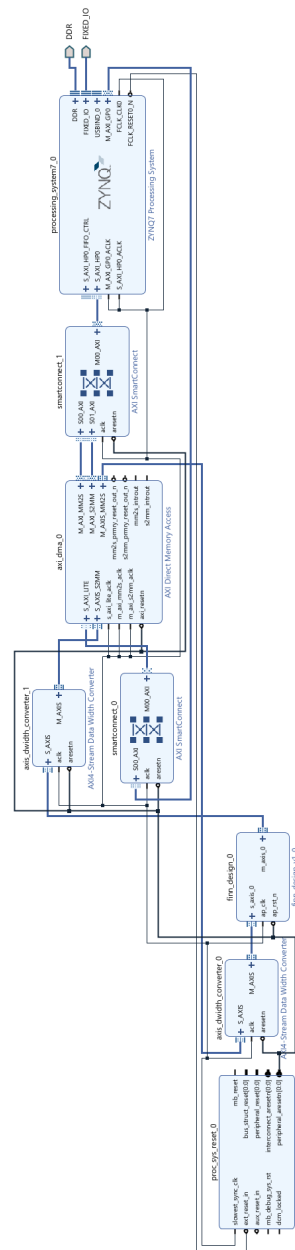 DDR
FIXED_IO
processing_system7_0
S_AXI_HP0_FIFO_CTRL
S_AXI_HP0
M_AXI_GP0_ACLK
S_AXI_HP0_ACLK
ZYNQ
DDR
FIXED_IO
USBIND_0
M_AXI_GP0
FCLK_CLK0
FCLK_RESET0_N
ZYNQ7 Processing System
smartconnect_1
S00_AXI
S01_AXI
aclk
aresetn
M00_AXI
AXI SmartConnect
axi_dma_0
S_AXI_LITE
S_AXIS_S2MM
s_axi_lite_aclk
m_axi_mm2s_aclk
m_axi_s2mm_aclk
axi_resetn
M_AXI_MM2S
M_AXI_S2MM
M_AXIS_MM2S
mm2s_prmry_reset_out_n
s2mm_prmry_reset_out_n
mm2s_introut
s2mm_introut
AXI Direct Memory Access
axis_dwidth_converter_1
S_AXIS
aclk
aresetn
M_AXIS
AXI4-Stream Data Width Converter
smartconnect_0
S00_AXI
aclk
aresetn
M00_AXI
AXI SmartConnect
finn_design_0
s_axis_0
ap_clk
ap_rst_n
m_axis_0
axis_dwidth_converter_0
S_AXIS
aclk
aresetn
M_AXIS
AXI4-Stream Data Width Converter
proc_sys_reset_0
slowest_sync_clk
ext_reset_in
aux_reset_in
mb_debug_sys_rst
dcm_locked
mb_reset
bus_struct_reset[0:0]
peripheral_reset[0:0]
interconnect_aresetn[0:0]
peripheral_aresetn[0:0]